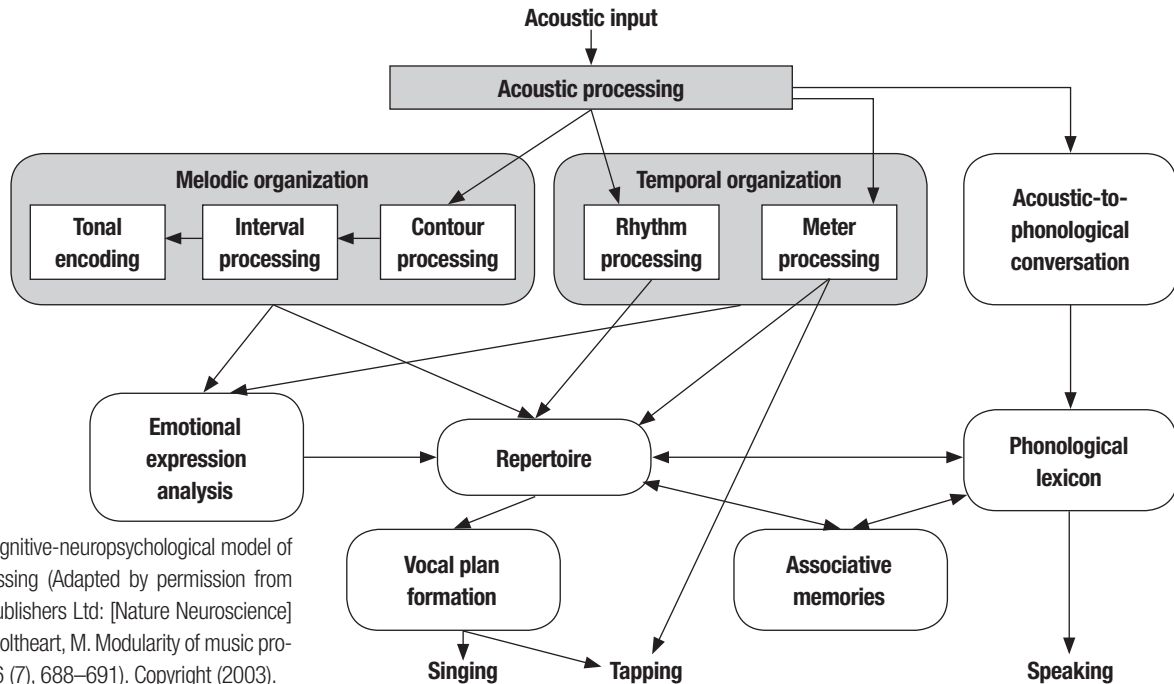 Acoustic input
Acoustic processing
Melodic organization
Tonal
encoding
Interval
processing
Contour
processing
Temporal organization
Rhythm
processing
Meter
processing
Acoustic-to-
phonological
conversation
Emotional
expression
analysis
Repertoire
Phonological
lexicon
Vocal plan
formation
Associative
memories
Singing
Tapping
Speaking
gnitive-neuropsychological model of
ssing (Adapted by permission from
ublishers Ltd: [Nature Neuroscience]
oltheart, M. Modularity of music pro-
6 (7), 688–691). Copyright (2003).